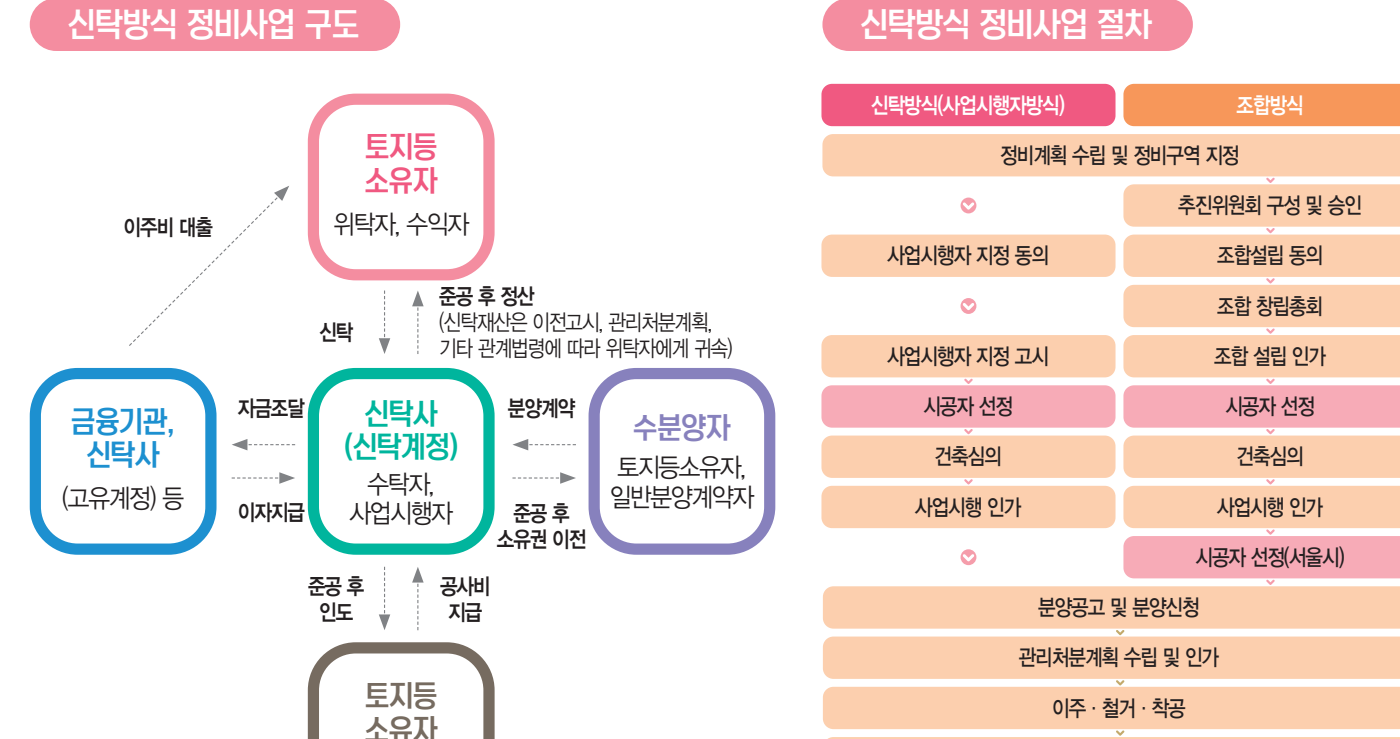 신탁방식 정비사업 구도
토지등
소유자
위탁자, 수익자
이주비 대출
신탁
준공 후 정산
(신탁재산은 이전고시, 관리처분계획,
기타 관계법령에 따라 위탁자에게 귀속)
금융기관,
신탁사
(고유계정) 등
자금조달
이자지급
신탁사
(신탁계정)
수탁자,
사업시행자
분양계약
준공 후
소유권 이전
수분양자
토지등소유자,
일반분양계약자
준공 후
인도
공사비
지급
토지등
소유자
신탁방식 정비사업 절차
신탁방식(사업시행자방식)
조합방식
정비계획 수립 및 정비구역 지정
추진위원회 구성 및 승인
사업시행자 지정 동의
조합설립 동의
조합 창립총회
사업시행자 지정 고시
조합 설립 인가
시공자 선정
시공자 선정
건축심의
건축심의
사업시행 인가
사업시행 인가
시공자 선정(서울시)
분양공고 및 분양신청
관리처분계획 수립 및 인가
이주 · 철거 · 착공